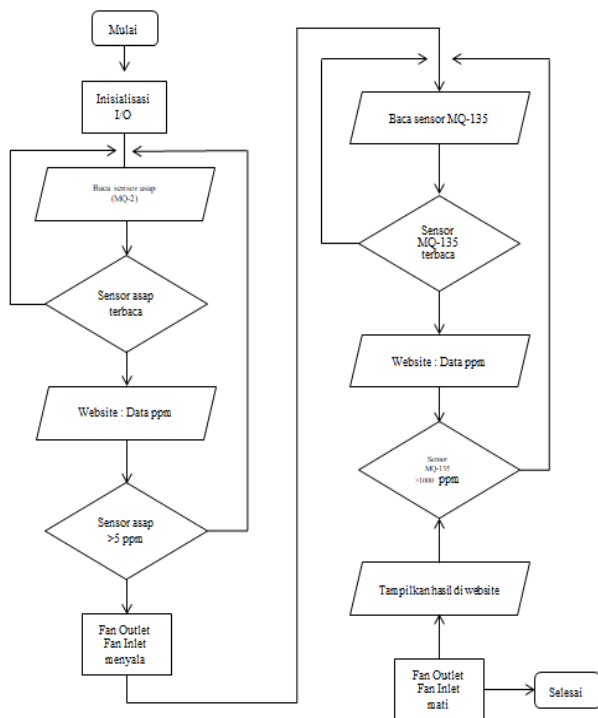 Mulai
Inisialisasi
I/O
Baca sensor asap
(MQ-2)
Sensor asap
terbaca
Website : Data ppm
Sensor asap
>5 ppm
Fan Outlet
Fan Inlet
menyala
Baca sensor MQ-135
Sensor
MQ-135
terbaca
Website : Data ppm
Sensor
MQ-135
>1000 ppm
Tampilkan hasil di website
Fan Outlet
Fan Inlet
mati
Selesai